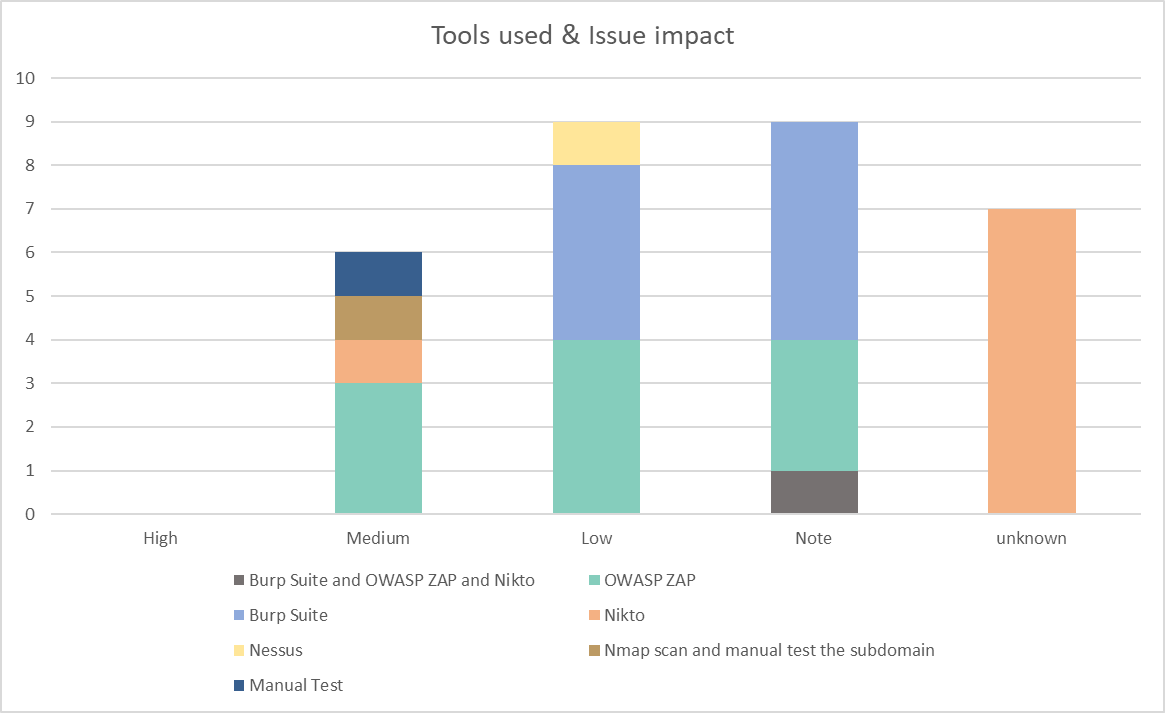 Tools used & Issue impact
10
9
8
7
6
5
4
3
2
1
0
High Medium Low Note unknown
Burp Suite and OWASP ZAP and Nikto OWASP ZAP
Burp Suite Nikto
Nessus Nmap scan and manual test the subdomain
Manual Test